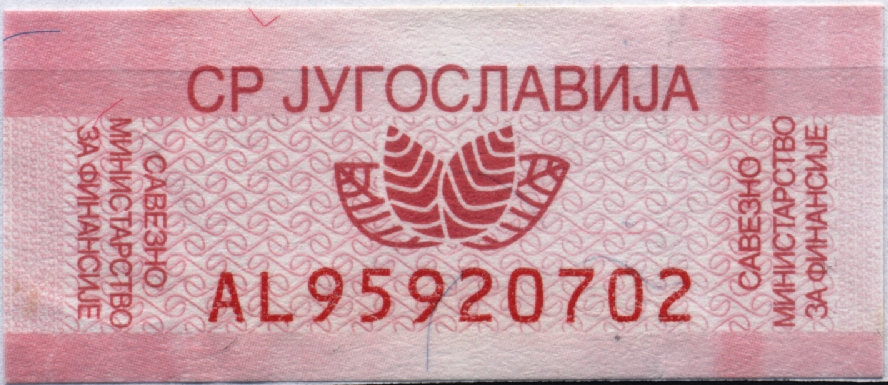 СР ЈУГОСЛАВИЈА
САВЕЗНО
МИНИСТАРСТВО
ЗА ФИНАНСИЈЕ
AL95920702
САВЕЗНО
МИНИСТАРСТВО
ЗА ФИНАНСИЈЕ